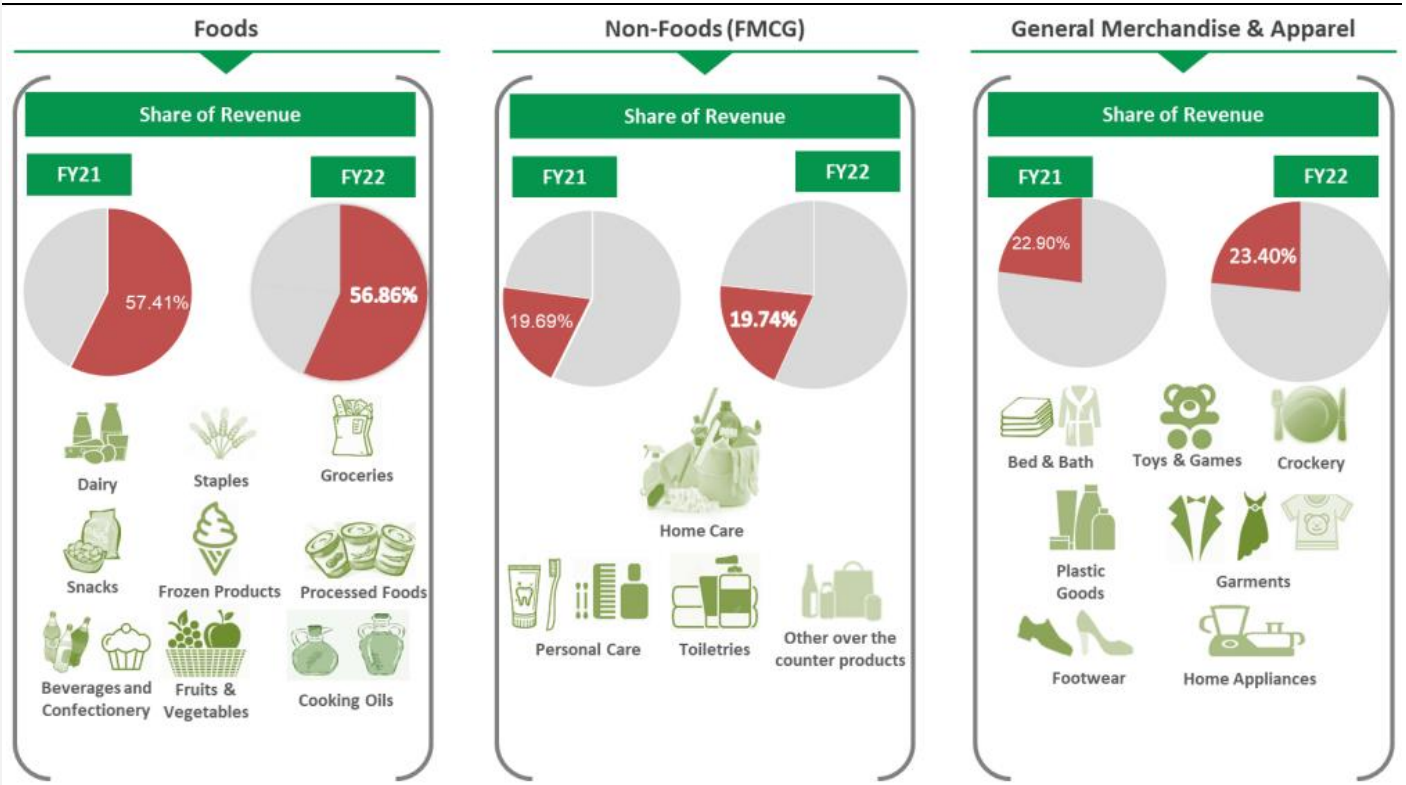 Foods
Share of Revenue
FY21
FY22
57.41%
56.86%
Dairy
Staples
Groceries
Snacks
Frozen Products
Processed Foods
Beverages and
Confectionery
Fruits &
Vegetables
Cooking Oils
Non-Foods (FMCG)
Share of Revenue
FY21
FY22
19.69%
19.74%
Home Care
Personal Care
Toiletries
Other over the
counter products
General Merchandise & Apparel
Share of Revenue
FY21
FY22
22.90%
23.40%
Bed & Bath
Toys & Games
Crockery
Plastic
Goods
Garments
Footwear
Home Appliances